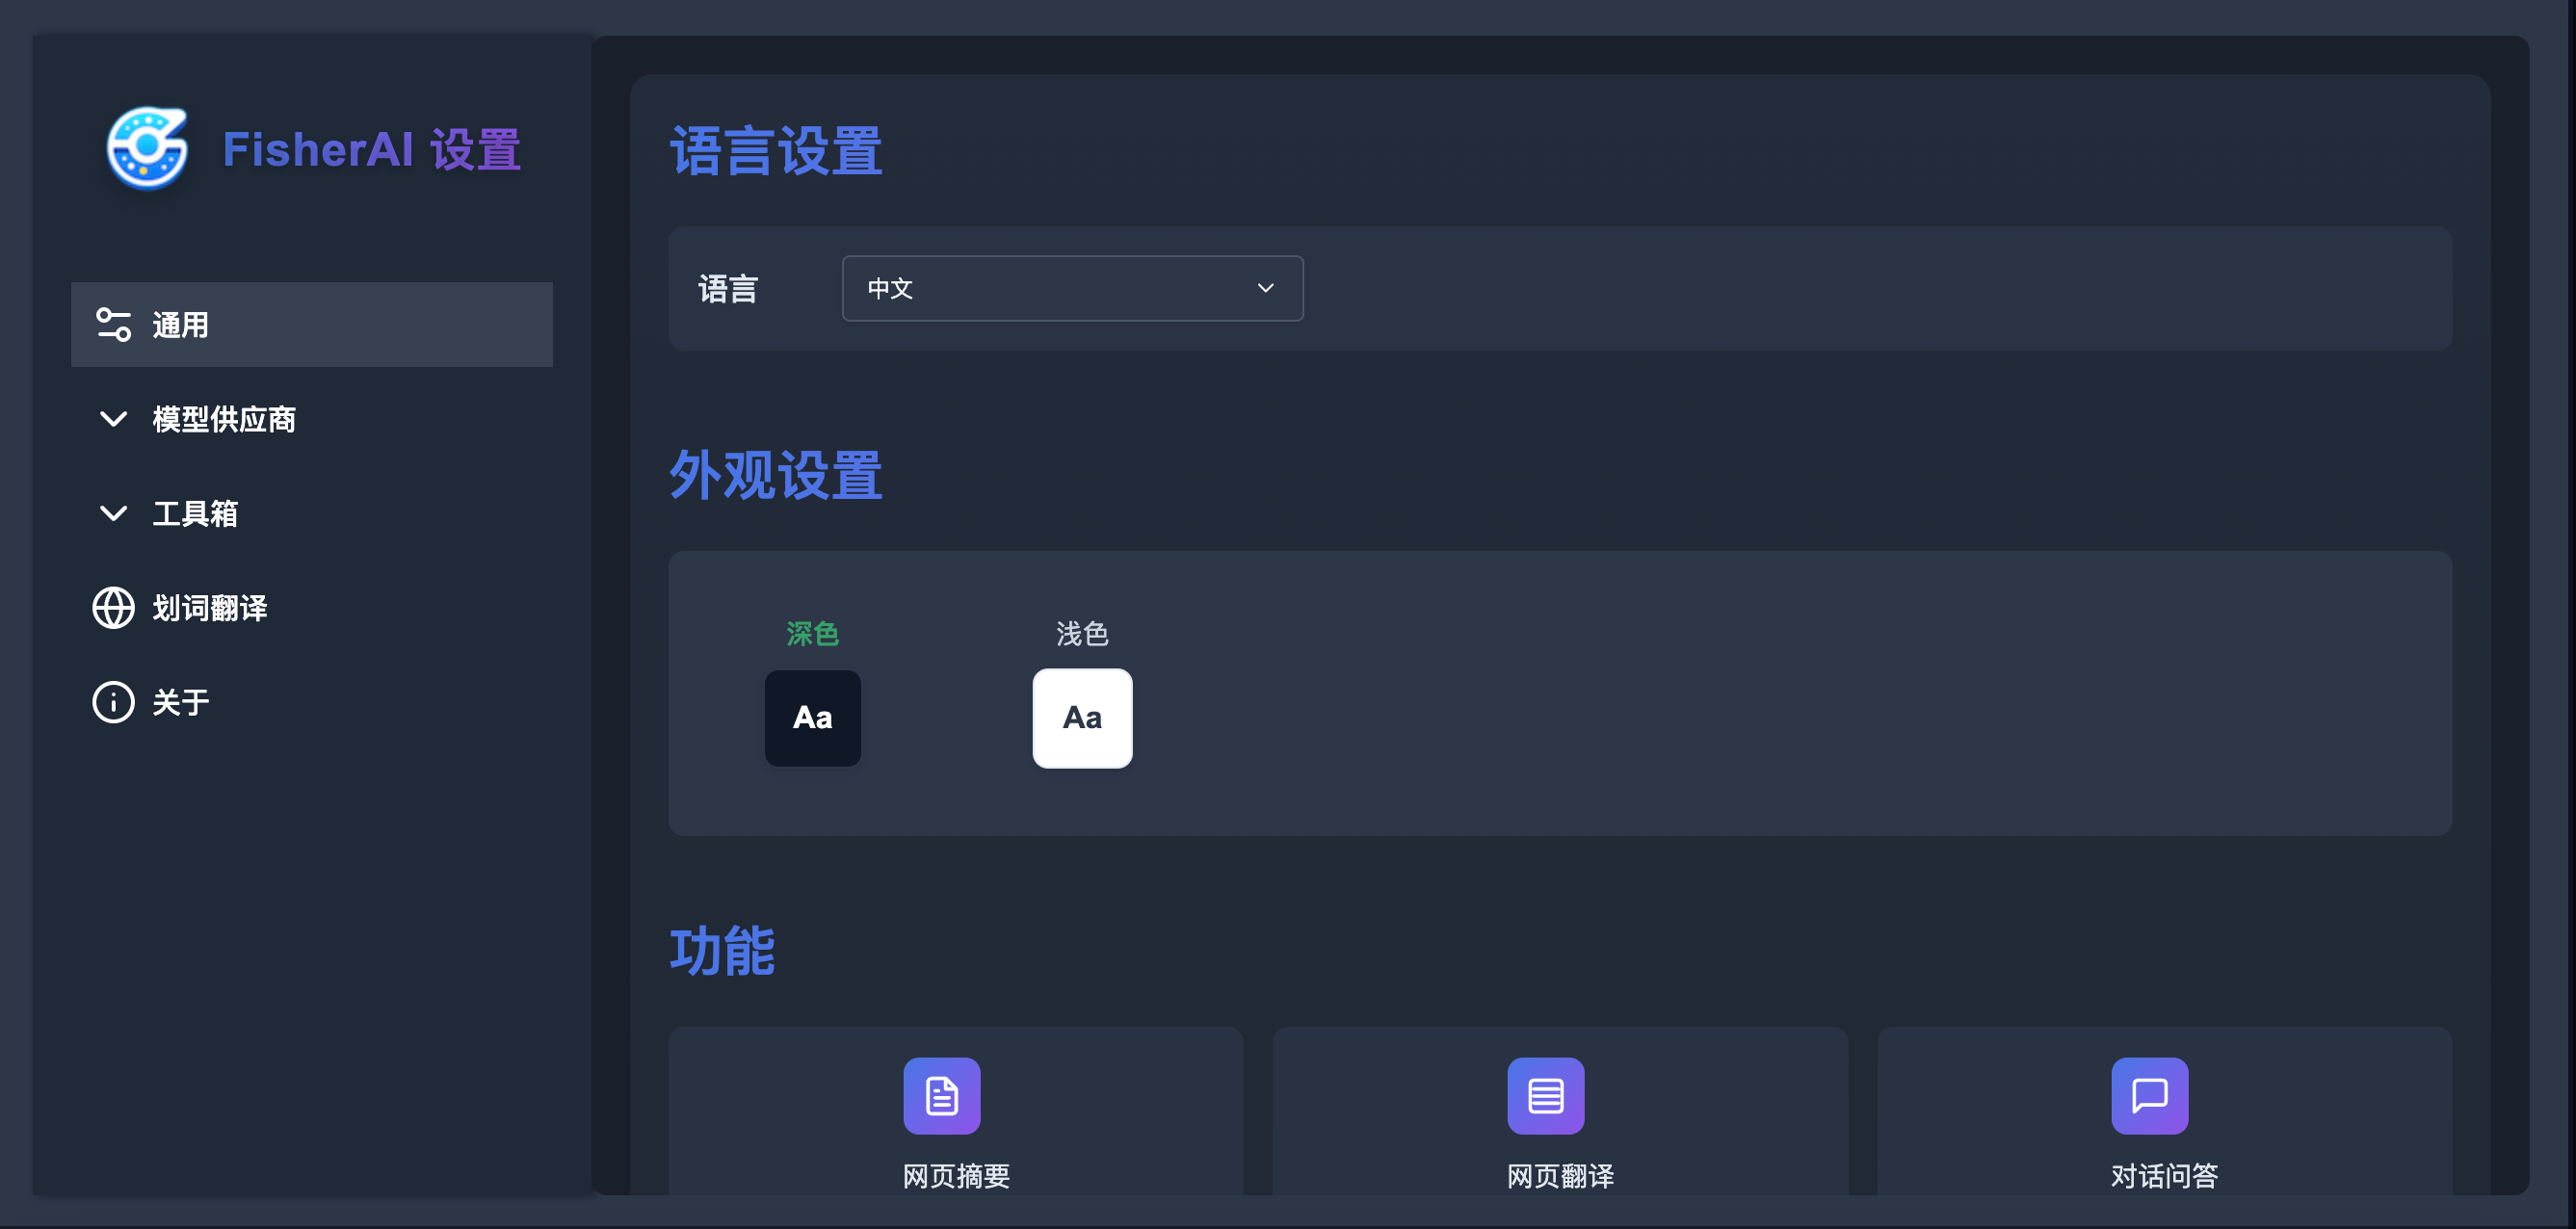 FisherAI 设置
通用
模型供应商
工具箱
划词翻译
关于
语言设置
语言
中文
外观设置
深色
浅色
Aa
Aa
功能
网页摘要
网页翻译
对话问答